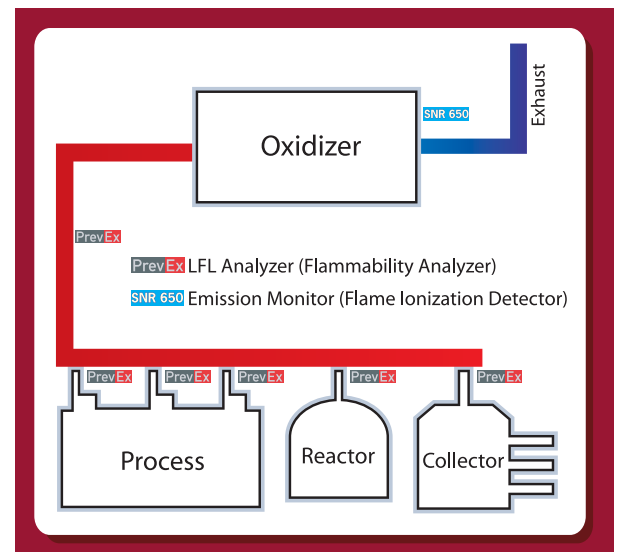 SNR 650
Exhaust
Oxidizer
PrevEx
PrevEx LFL Analyzer (Flammability Analyzer)
SNR 650 Emission Monitor (Flame Ionization Detector)
PrevEx PrevEx PrevEx PrevEx PrevEx
Process
Reactor
Collector